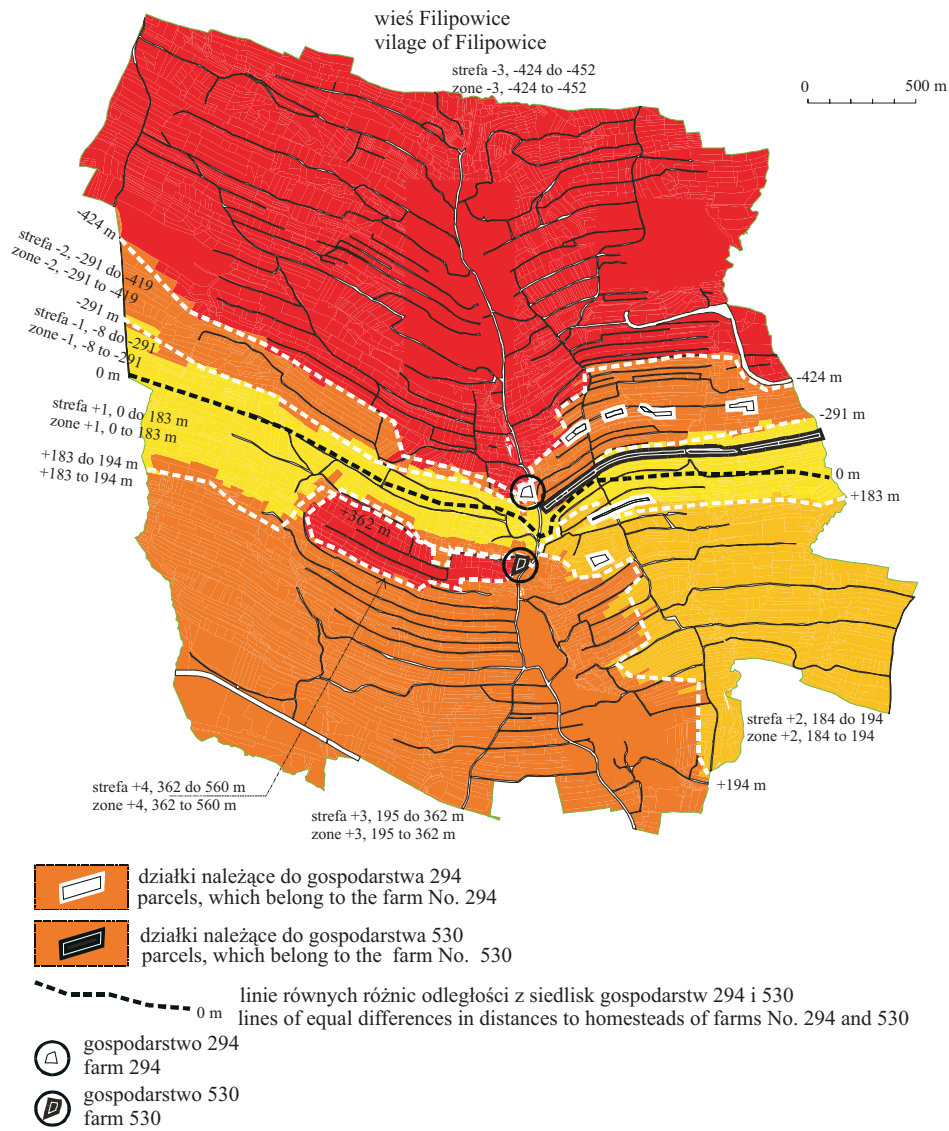 wieś Filipowice
vilage of Filipowice
strefa -3, -424 do -452
zone -3, -424 to -452
0
500 m
-424 m
strefa -2, -291 do -419
zone -2, -291 to -419
-291 m
strefa -1, -8 do -291
zone -1, -8 to -291
0 m
strefa +1, 0 do 183 m
zone +1, 0 to 183 m
+183 do 194 m
+183 to 194 m
-424 m
-291 m
0 m
+183 m
+362 m
strefa +2, 184 do 194
zone +2, 184 to 194
+194 m
strefa +4, 362 do 560 m
zone +4, 362 to 560 m
strefa +3, 195 do 362 m
zone +3, 195 to 362 m
działki należące do gospodarstwa 294
parcels, which belong to the farm No. 294
działki należące do gospodarstwa 530
parcels, which belong to the farm No. 530
0 m
linie równych różnic odległości z siedlisk gospodarstw 294 i 530
lines of equal differences in distances to homesteads of farms No. 294 and 530
gospodarstwo 294
farm 294
gospodarstwo 530
farm 530